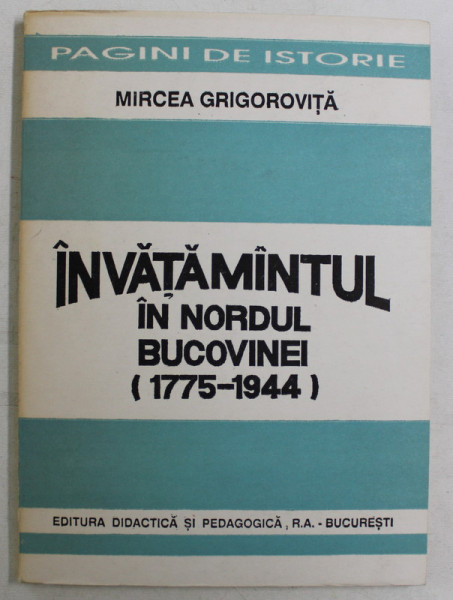 PAGINI DE ISTORIE
MIRCEA GRIGOROVIȚĂ
ÎNVĂȚĂMÎNTUL
ÎN NORDUL
BUCOVINEI
(1775-1944)
EDITURA DIDACTICĂ ȘI PEDAGOGICĂ, R.A. - BUCUREȘTI